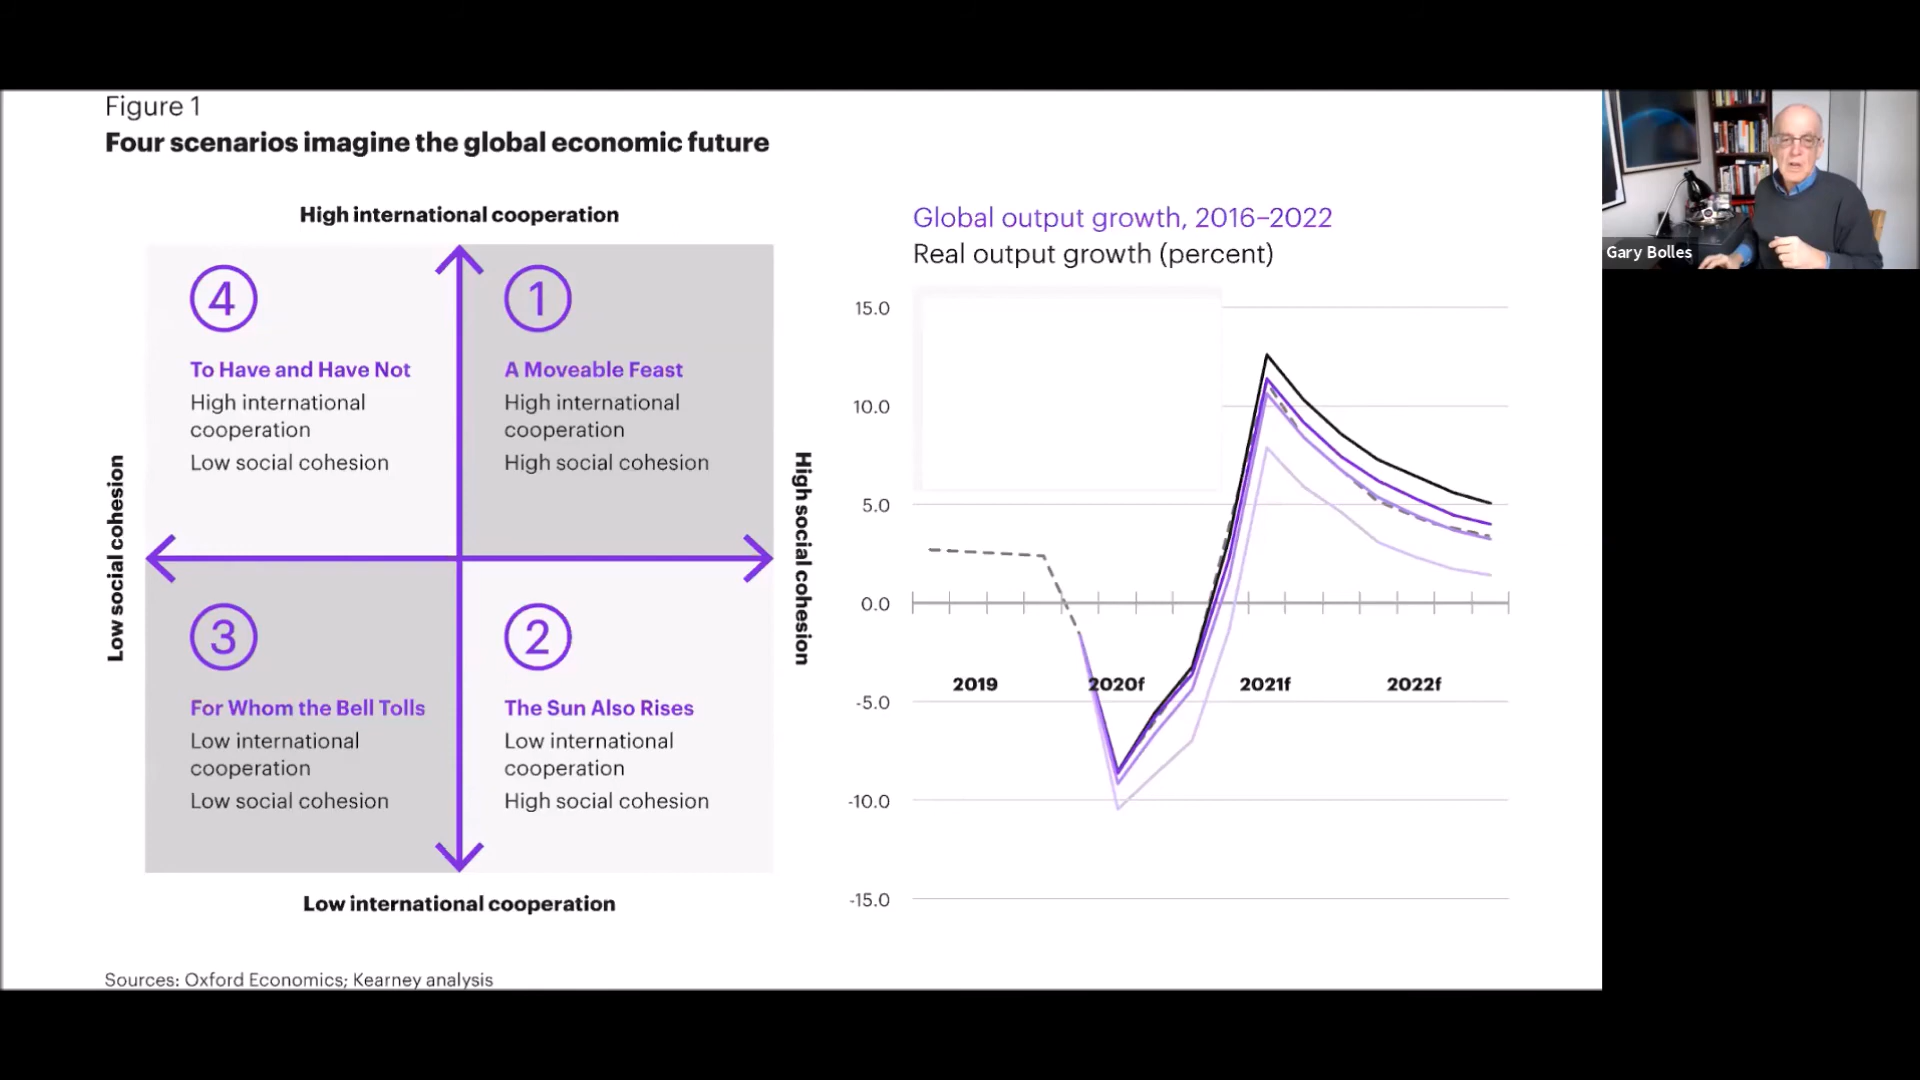 Figure 1
Four scenarios imagine the global economic future
High international cooperation
Low social cohesion
High social cohesion
4
To Have and Have Not
High international
cooperation
Low social cohesion
1
A Moveable Feast
High international
cooperation
High social cohesion
3
For Whom the Bell Tolls
Low international
cooperation
Low social cohesion
2
The Sun Also Rises
Low international
cooperation
High social cohesion
Low international cooperation
Sources: Oxford Economics; Kearney analysis
Global output growth, 2016–2022
Real output growth (percent)
15.0
10.0
5.0
0.0
-5.0
-10.0
-15.0
2019
2020f
2021f
2022f
Gary Bolles